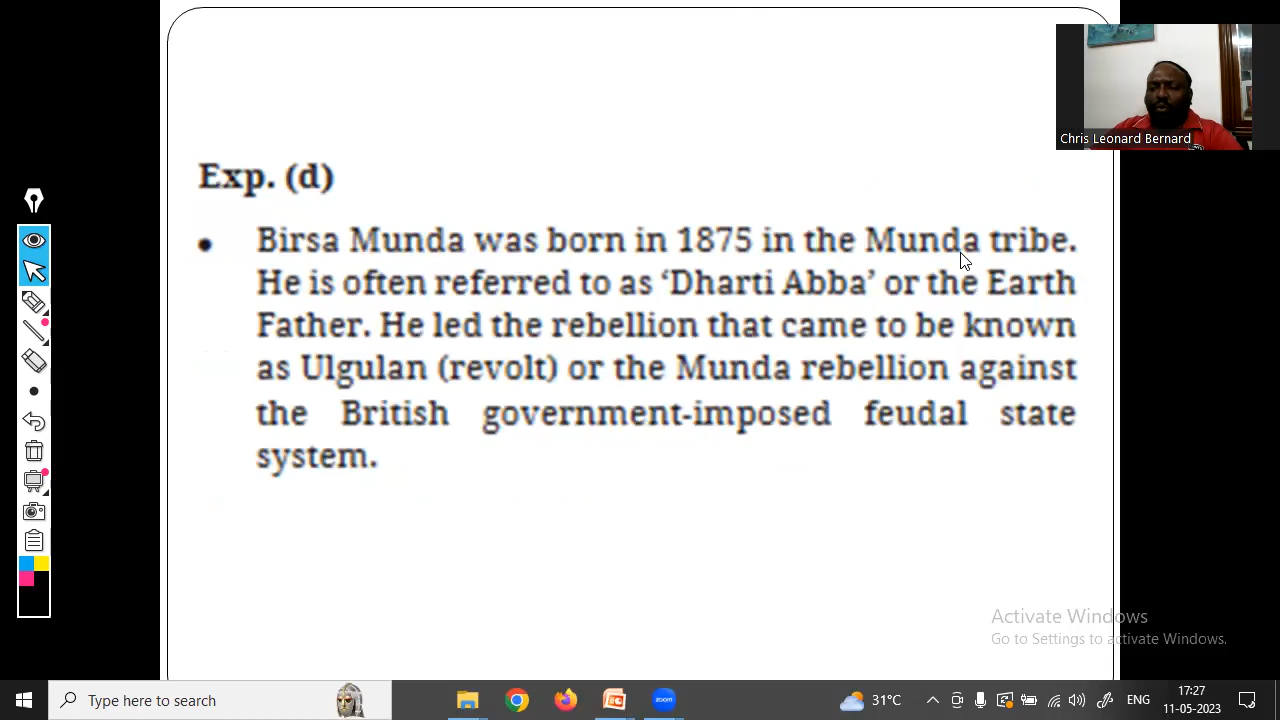 Chris Leonard Bernard
Exp. (d)
• Birsa Munda was born in 1875 in the Munda tribe.
He is often referred to as ‘Dharti Abba’ or the Earth
Father. He led the rebellion that came to be known
as Ulgulan (revolt) or the Munda rebellion against
the British government-imposed feudal state
system.
Activate Windows
Go to Settings to activate Windows.
Type here to search
zoom
31°C
ENG
17:27
11-05-2023